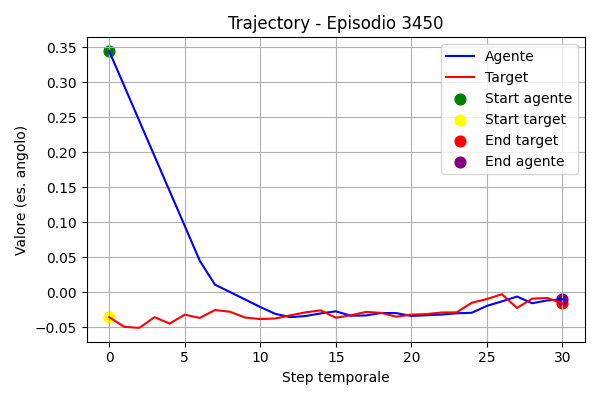 Trajectory - Episodio 3450
Valore (es. angolo)
0.35
0.30
0.25
0.20
0.15
0.10
0.05
0.00
−0.05
Agente
Target
Start agente
Start target
End target
End agente
0 5 10 15 20 25 30
Step temporale